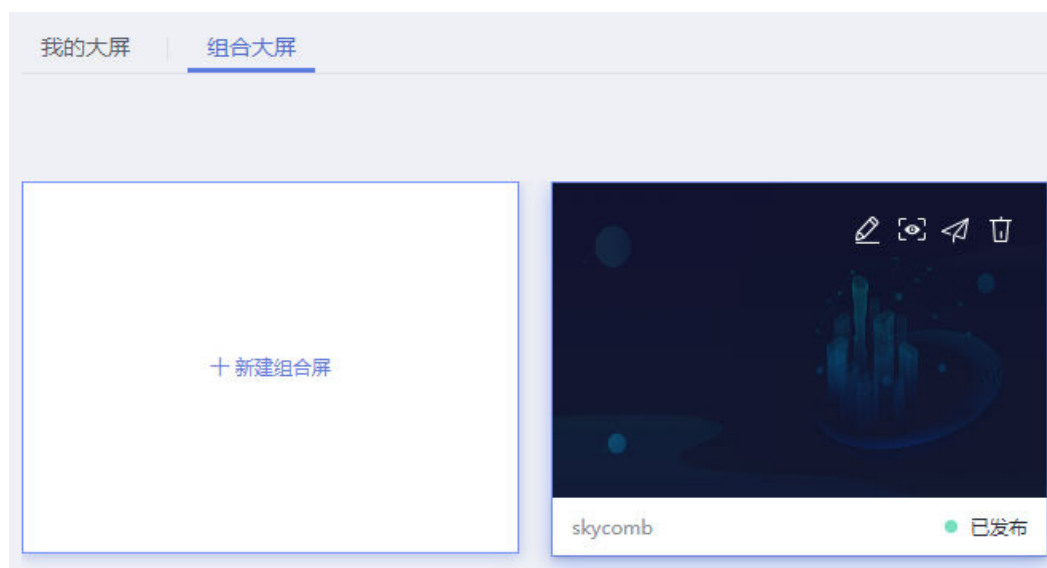 我的大屏
组合大屏
十 新建组合屏
skycomb
已发布